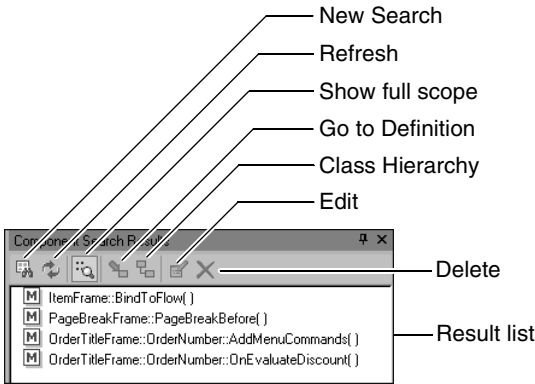 New Search
Refresh
Show full scope
Go to Definition
Class Hierarchy
Edit
Component Search Results
Delete
M ItemFrame::BindToFlow( )
M PageBreakFrame::PageBreakBefore( )
M OrderTitleFrame::OrderNumber::AddMenuCommands( )
M OrderTitleFrame::OrderNumber::OnEvaluateDiscount( )
Result list